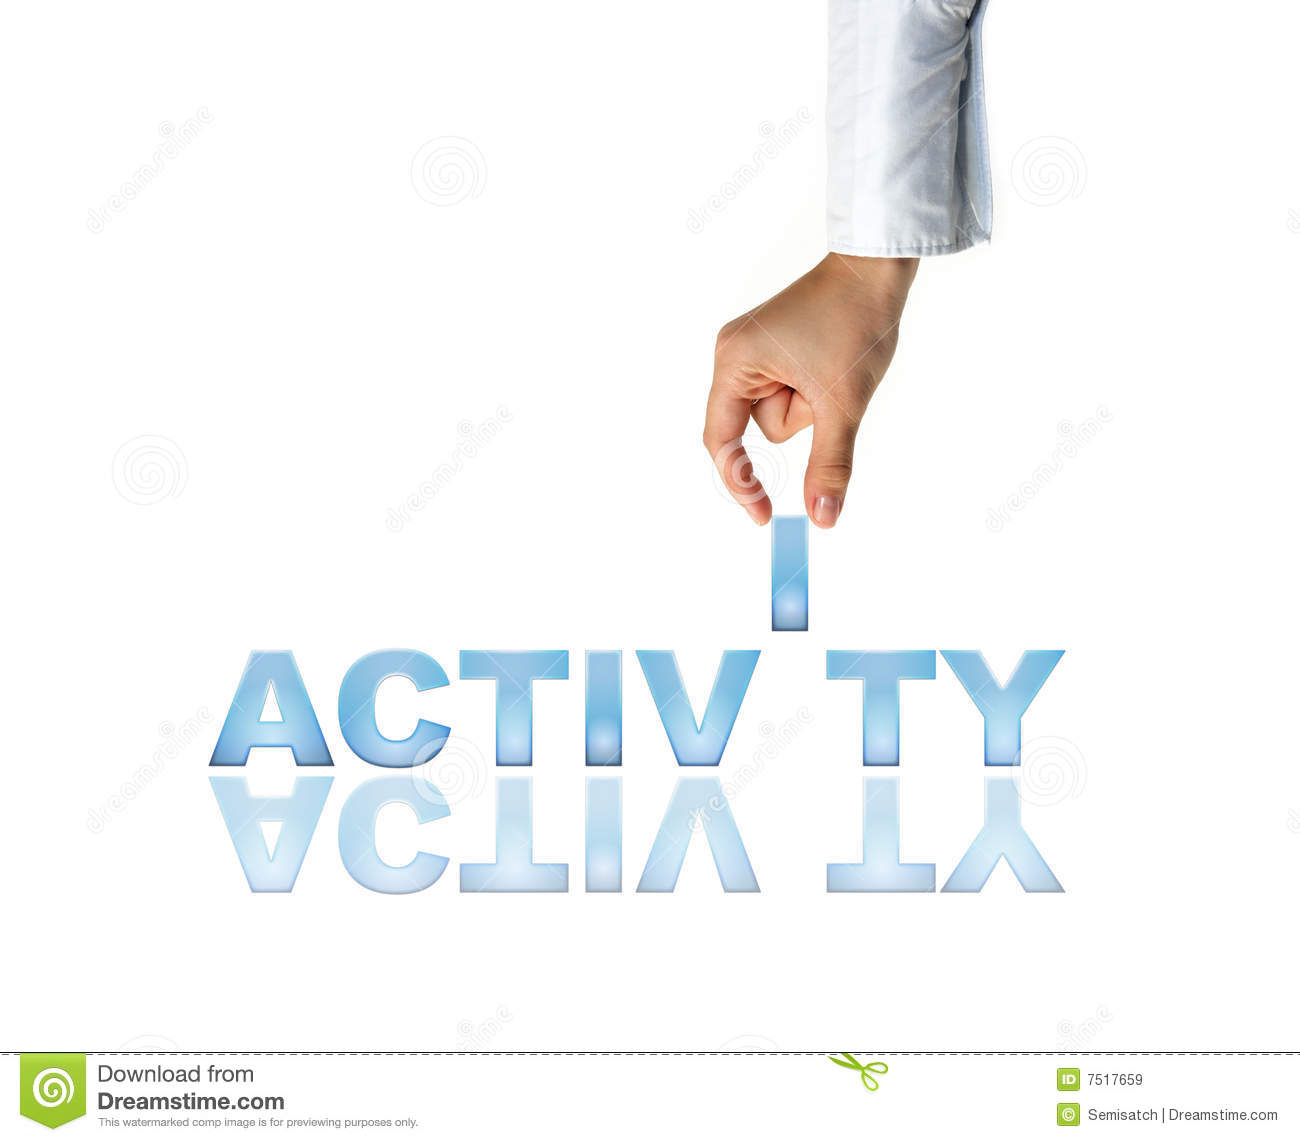 I
ACTIV TY
Download from
Dreamstime.com
This watermarked comp image is for previewing purposes only.
ID 7517659
© Semisatch | Dreamstime.com
dreamstime